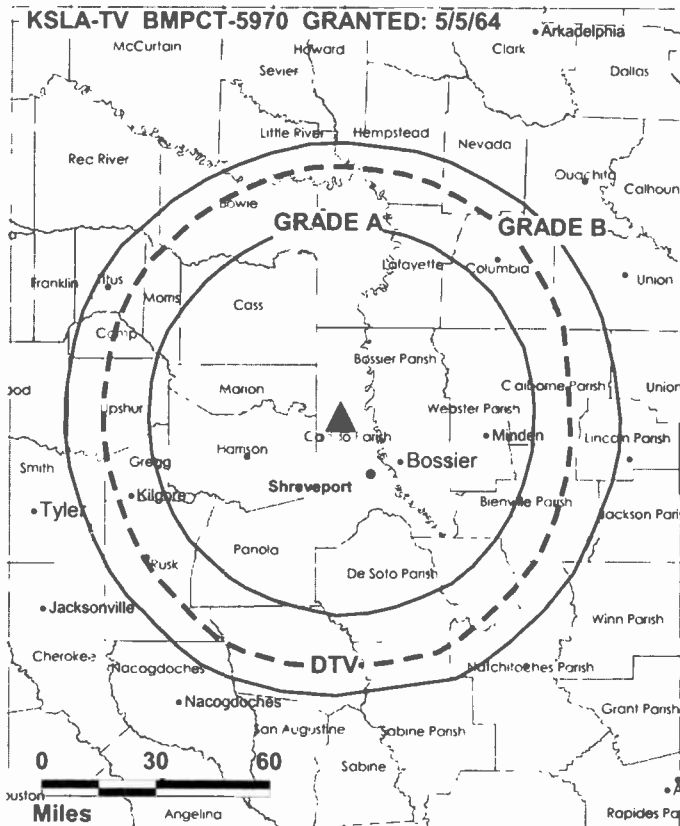 KSLA-TV BMPCT-5970 GRANTED: 5/5/64
Arkadelphia
McCurtain
Howard
Clark
Sevier
Dallas
Little River
Hempstead
Nevada
Rec River
Ouachita
Calhoun
Bowie
GRADE A
GRADE B
Lafayette
Columbia
Union
Franklin
Titus
Morris
Cass
Camp
Bossier Parish
ood
Upshur
Marion
Claiborne Parish
Union
Webster Parish
Minden
Lincoln Parish
Smith
Gregg
Harrison
Bossier
Shreveport
Kilgore
Bienville Parish
Tyler
Jackson Paris
Panola
Rusk
De Soto Parish
Jacksonville
Winn Parish
Cherokee
Nacogdoches
DTV
Natchitoches Parish
Nacogdoches
Grant Parish
San Augustine
Sabine Parish
0 30 60
Sabine
ouston
Miles
Angelina
A
Rapides Pa